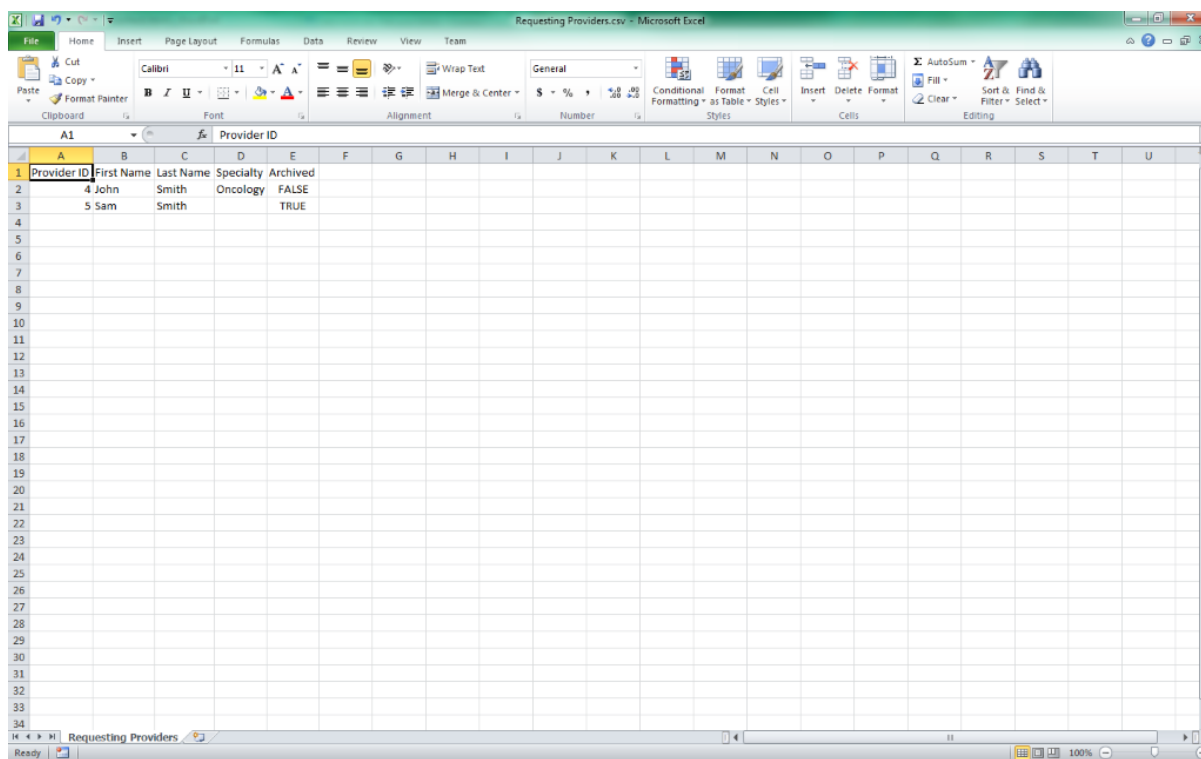 Requesting Providers.csv - Microsoft Excel
File Home Insert Page Layout Formulas Data Review View Team
Paste
Cut
Copy
Format Painter
Clipboard
Calibri 11
B I U
Font
Wrap Text
Merge & Center
Alignment
General
$ % ,
Number
Conditional Formatting
Format as Table
Cell Styles
Styles
Insert Delete Format
Cells
Σ AutoSum
Fill
Clear
Sort & Filter
Find & Select
Editing
A1 fx Provider ID
A B C D E F G H I J K L M N O P Q R S T U
1 Provider ID First Name Last Name Specialty Archived
2 4 John Smith Oncology FALSE
3 5 Sam Smith TRUE
4
5
6
7
8
9
10
11
12
13
14
15
16
17
18
19
20
21
22
23
24
25
26
27
28
29
30
31
32
33
34
Requesting Providers
Ready 100%